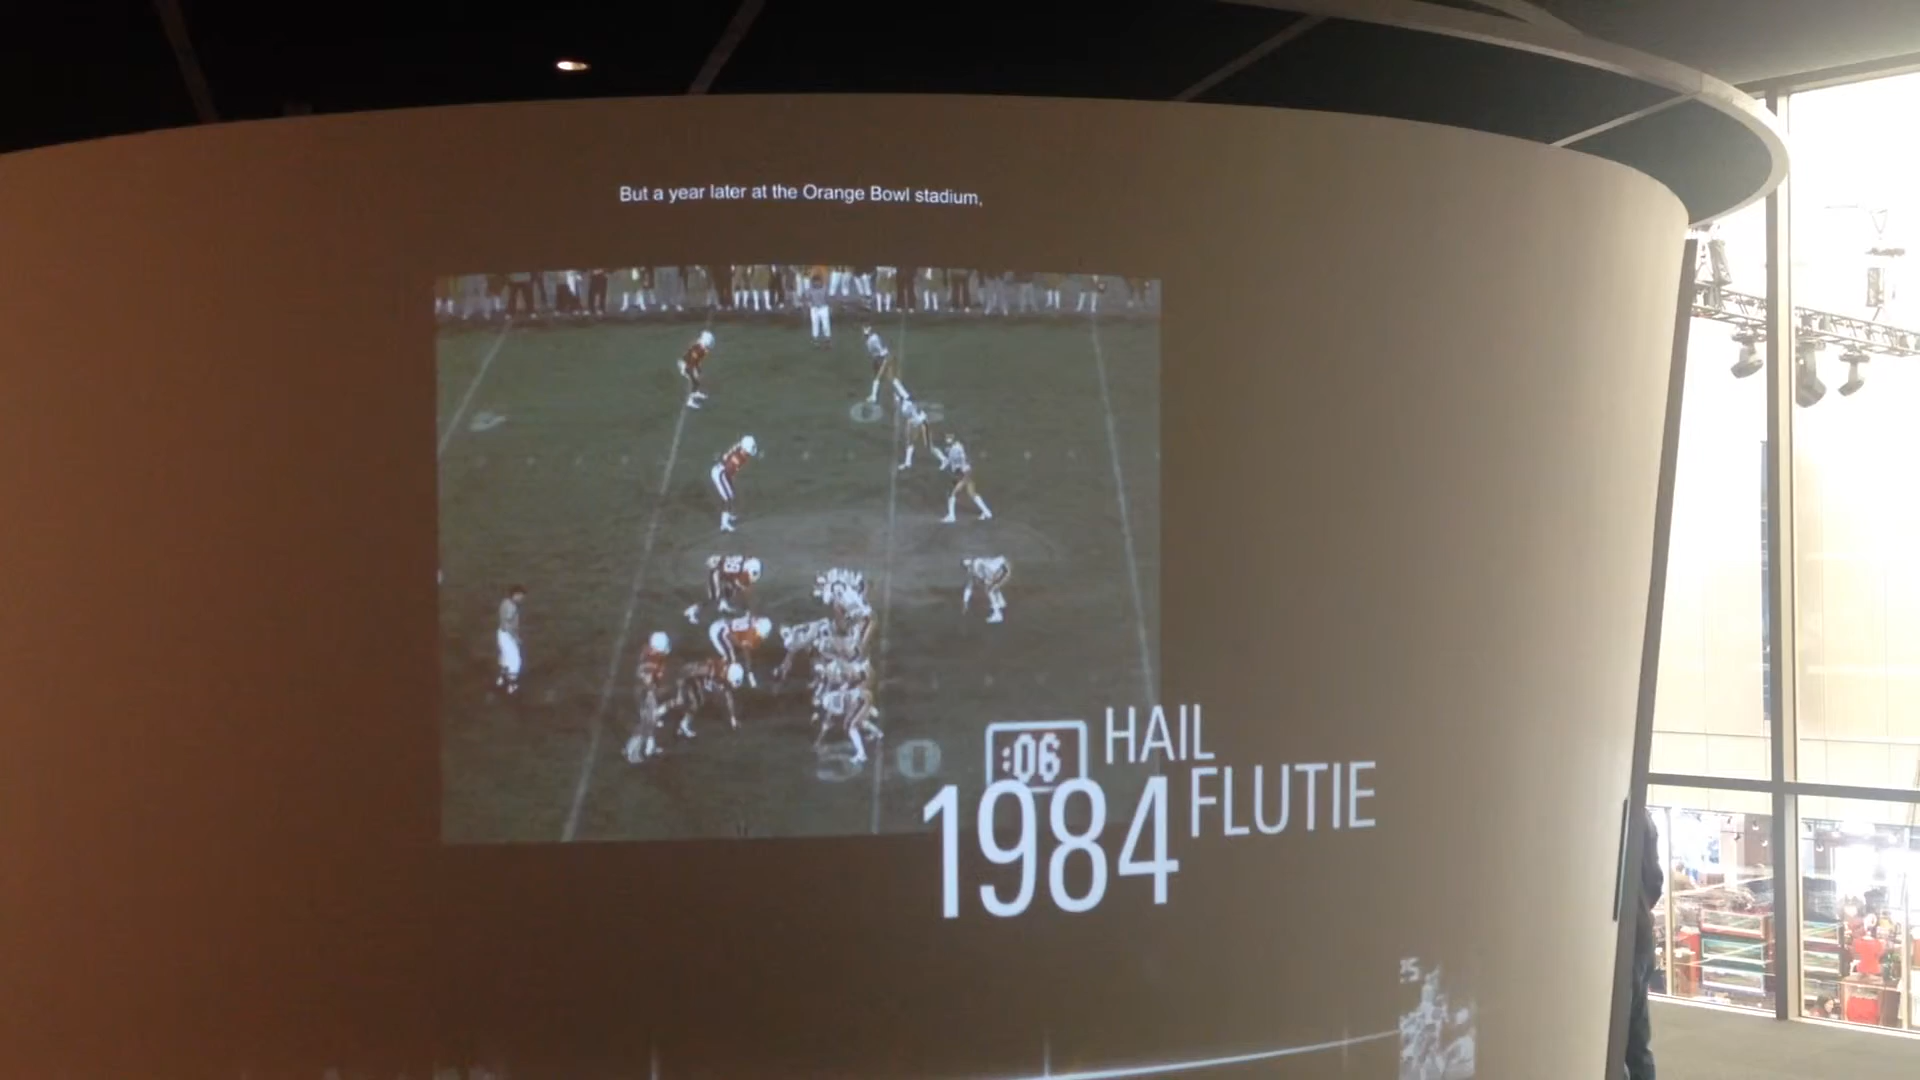 But a year later at the Orange Bowl stadium,
:06
HAIL
FLUTIE
1984